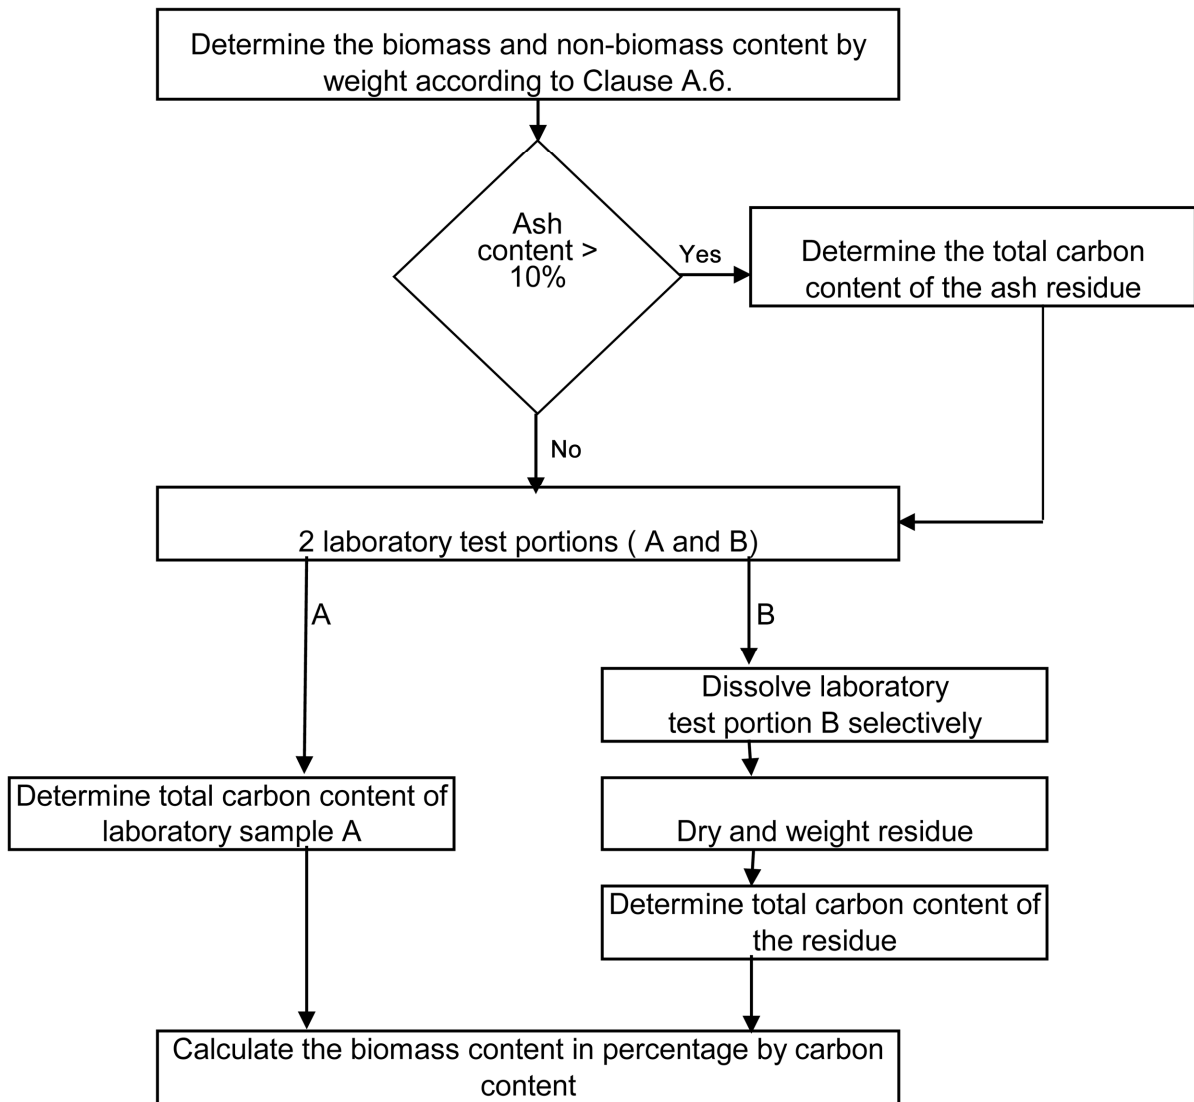 Determine the biomass and non-biomass content by
weight according to Clause A.6.
Ash
content >
10%
Yes
Determine the total carbon
content of the ash residue
No
2 laboratory test portions ( A and B)
A
B
Dissolve laboratory
test portion B selectively
Determine total carbon content of
laboratory sample A
Dry and weight residue
Determine total carbon content of
the residue
Calculate the biomass content in percentage by carbon
content